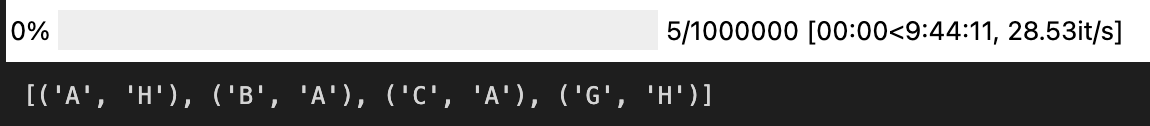 0% 5/1000000 [00:00<9:44:11, 28.53it/s]
[('A', 'H'), ('B', 'A'), ('C', 'A'), ('G', 'H')]